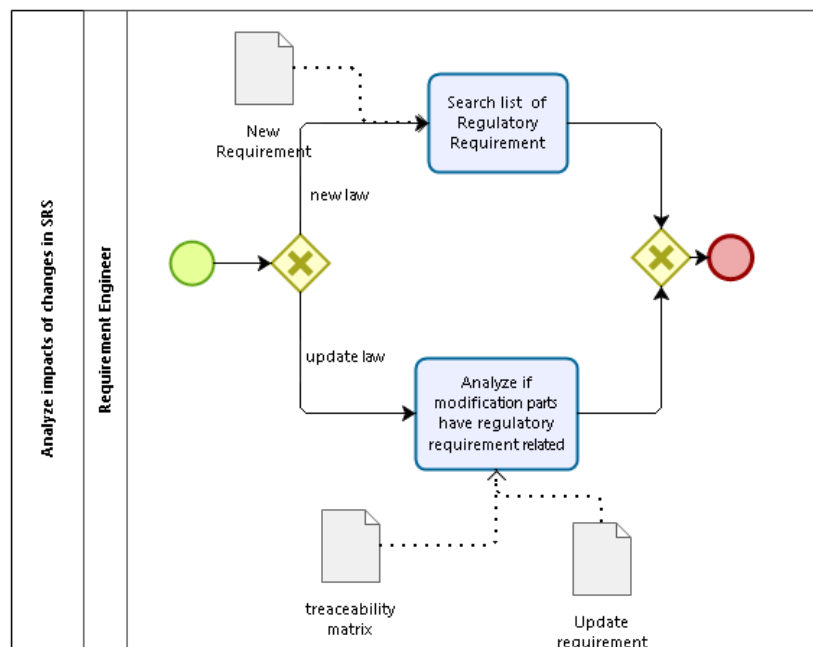 Analyze impacts of changes in SRS
Requirement Engineer
New
Requirement
Search list of
Regulatory
Requirement
new law
update law
Analyze if
modification parts
have regulatory
requirement related
treaceability
matrix
Update
requirement